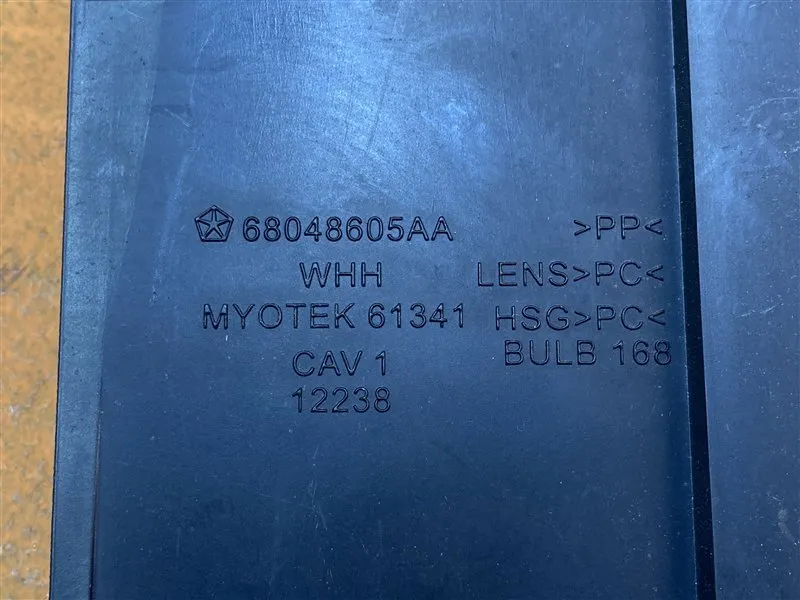 68048605AA >PP<
WHH LENS>PC<
MYOTEK 61341 HSG>PC<
CAV 1 BULB 168
12238